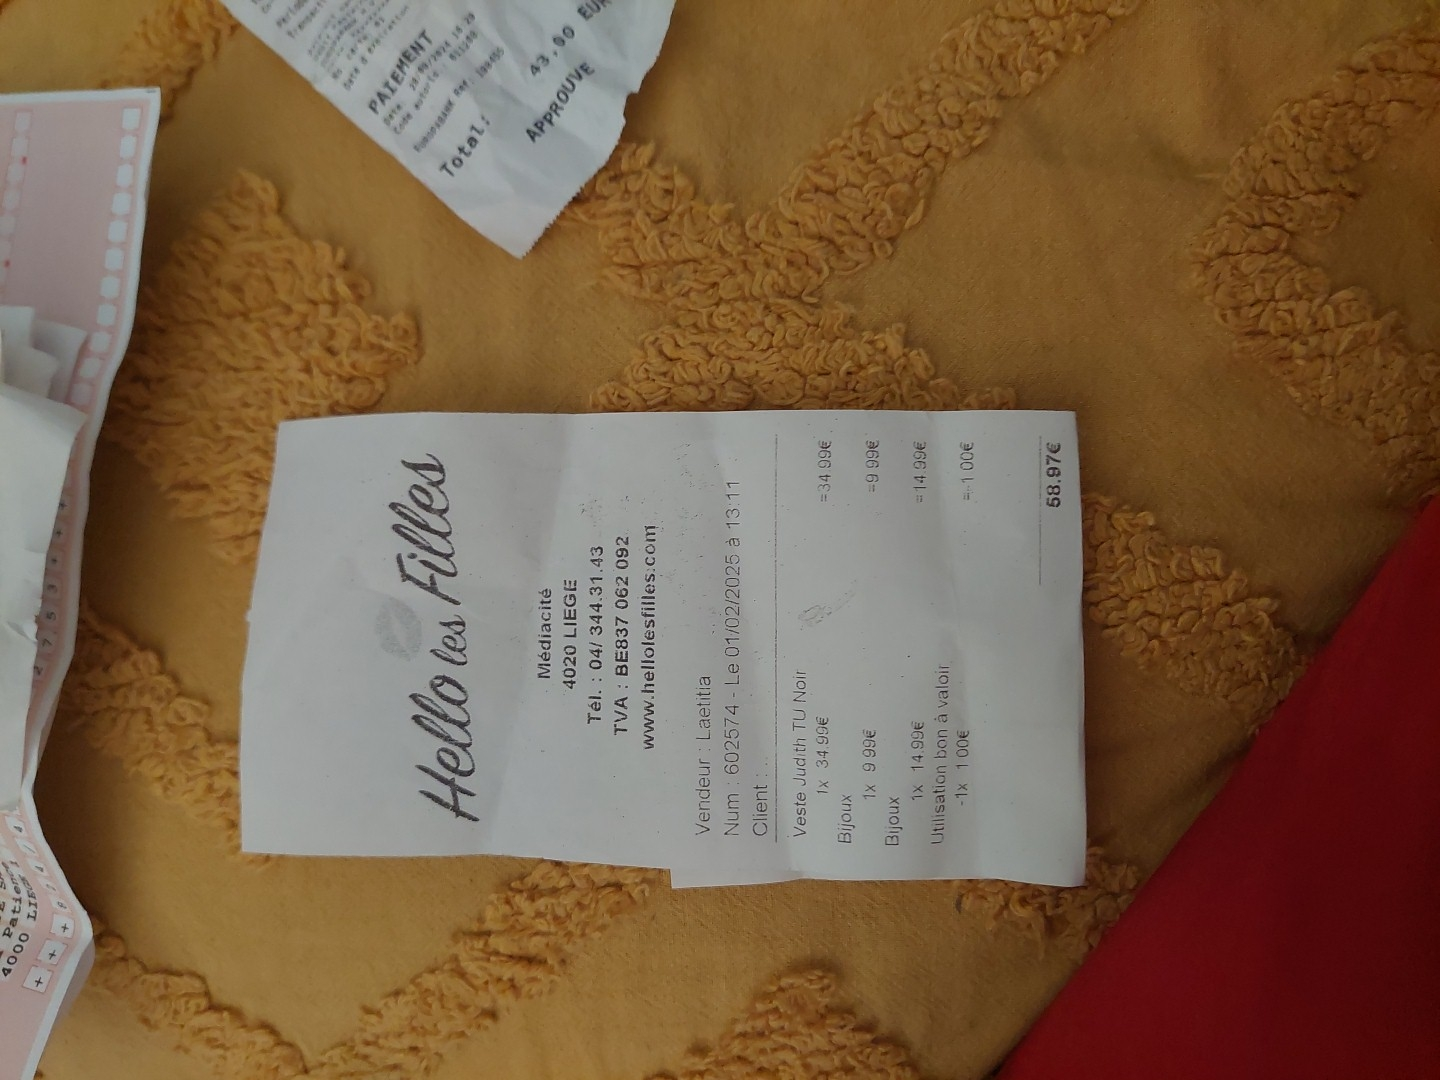 Hello les Filles
Médiacité
4020 LIEGE
Tél. : 04/ 344.31.43
TVA : BE837 062 092
www.hellolesfilles.com
Vendeur : Laetitia
Num : 602574 - Le 01/02/2025 à 13:11
Client :
Veste Judith TU Noir
1x 34.99€ =34 99€
Bijoux
1x 9 99€ =9 99€
Bijoux
1x 14.99€ =14.99€
Utilisation bon à valoir
-1x 1 00€ =-1 00€
58.97€
PAIEMENT
Total: 43,90 EUR
APPROUVE
4000